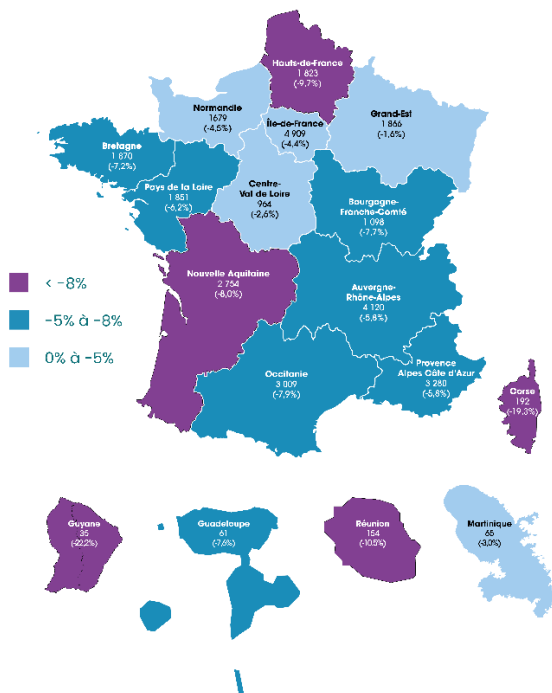 Hauts-de-France
1 823
(-9,7%)
Normandie
1679
(-4,5%)
Île-de-France
4 909
(-4,4%)
Grand-Est
1 866
(-1,6%)
Bretagne
1 870
(-7,2%)
Pays de la Loire
1 851
(-6,2%)
Centre-
Val de Loire
964
(-2,6%)
Bourgogne-
Franche-Comté
1 098
(-7,7%)
Nouvelle Aquitaine
2 754
(-8,0%)
Auvergne-
Rhône-Alpes
4 120
(-5,8%)
< -8%
-5% à -8%
0% à -5%
Occitanie
3 009
(-7,9%)
Provence
Alpes Côte d'Azur
3 280
(-5,8%)
Corse
192
(-19,3%)
Guyane
35
(-22,2%)
Guadeloupe
61
(-7,6%)
Réunion
154
(-10,5%)
Martinique
65
(-3,0%)